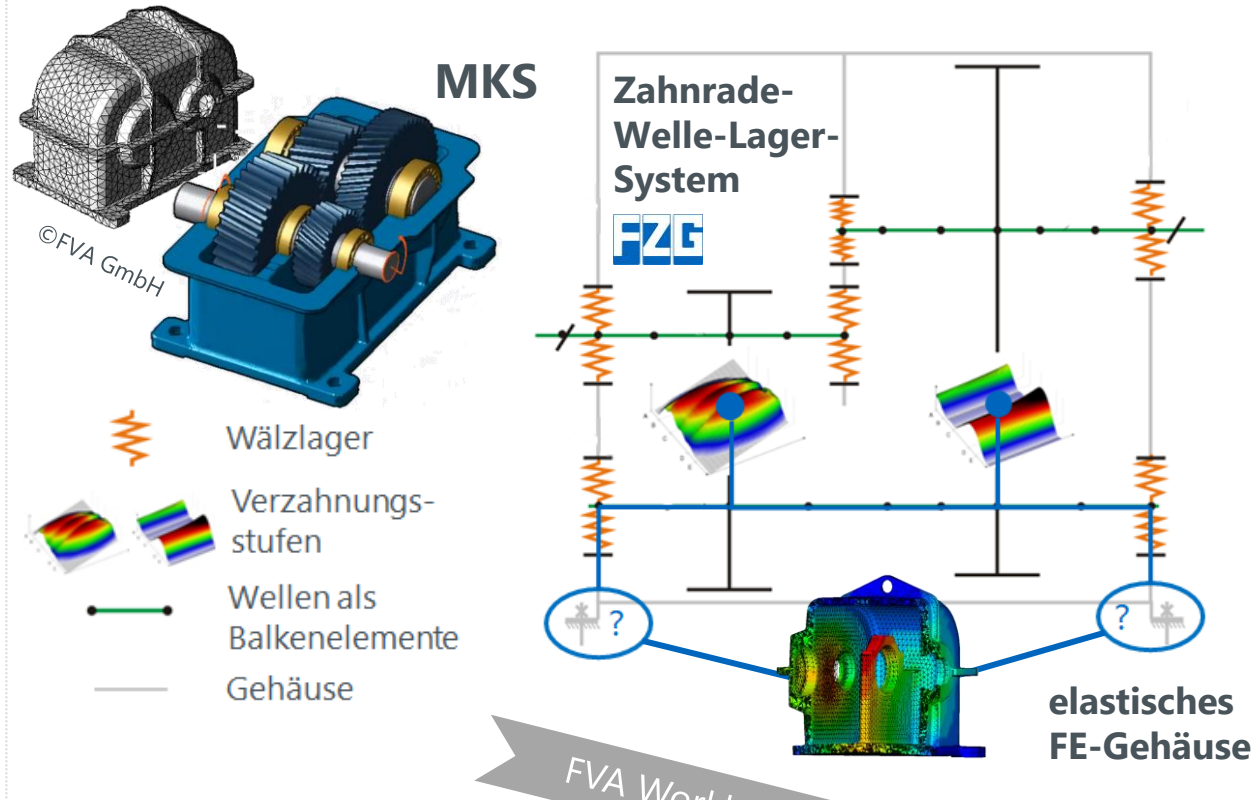 MKS
©FVA GmbH
Zahnrade-
Welle-Lager-
System
FZG
Wälzlager
Verzahnungs-
stufen
Wellen als
Balkenelemente
Gehäuse
?
?
elastisches
FE-Gehäuse
FVA